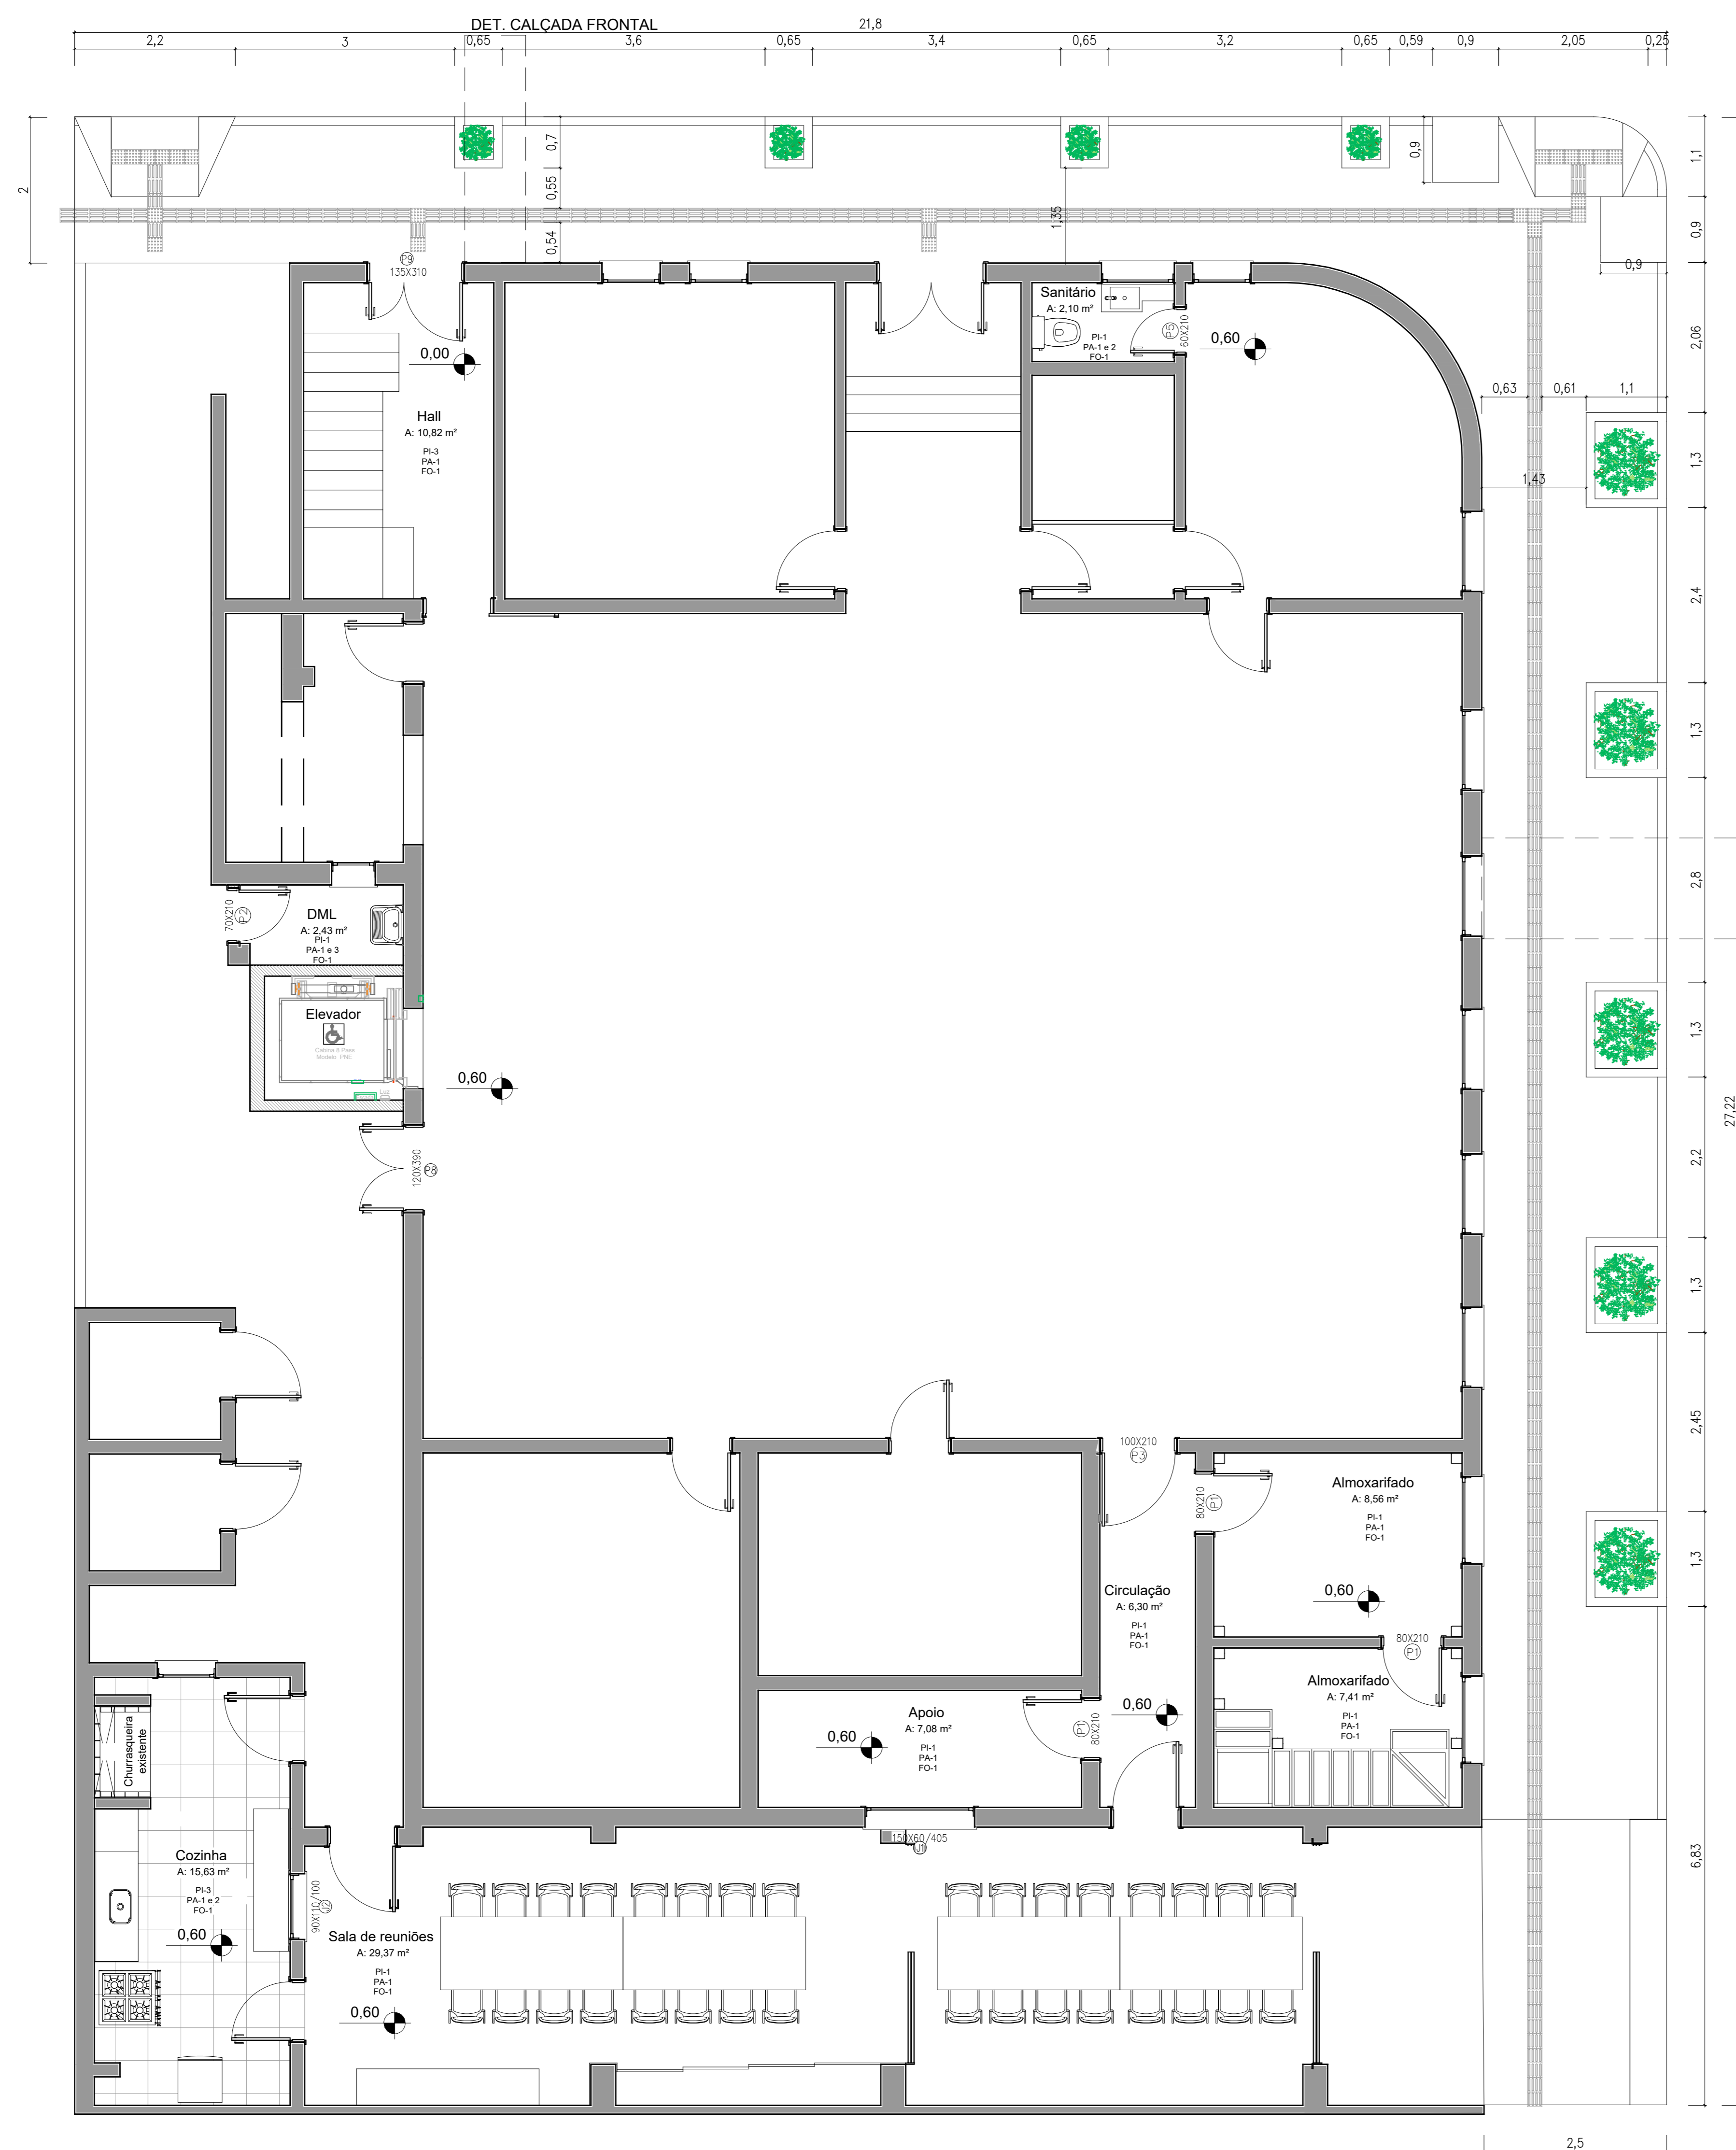 DET. CALÇADA FRONTAL
21,8
2,2
3
0,65
3,6
0,65
3,4
0,65
3,2
0,65
0,59
0,9
2,05
0,25
2
0,7
0,55
0,54
1,35
0,9
1,1
0,9
0,9
2,06
P9
135X310
0,00
Hall
A: 10,82 m²
PI-3
PA-1
FO-1
Sanitário
A: 2,10 m²
PI-1
PA-1 e 2
FO-1
P5
60X210
0,60
0,63
0,61
1,1
1,43
1,3
2,4
1,3
2,8
1,3
2,2
1,3
2,45
1,3
6,83
27,22
2,5
70X210
P2
DML
A: 2,43 m²
PI-1
PA-1 e 3
FO-1
Elevador
Cabina 8 Pass
Modelo PNE
0,60
120X390
P8
100X210
P3
80X210
P1
Almoxarifado
A: 8,56 m²
PI-1
PA-1
FO-1
0,60
Circulação
A: 6,30 m²
PI-1
PA-1
FO-1
0,60
80X210
P1
Almoxarifado
A: 7,41 m²
PI-1
PA-1
FO-1
Apoio
A: 7,08 m²
PI-1
PA-1
FO-1
0,60
P1
80X210
150X60/405
J1
Churrasqueira
existente
Cozinha
A: 15,63 m²
PI-3
PA-1 e 2
FO-1
0,60
90X110/100
J2
Sala de reuniões
A: 29,37 m²
PI-1
PA-1
FO-1
0,60